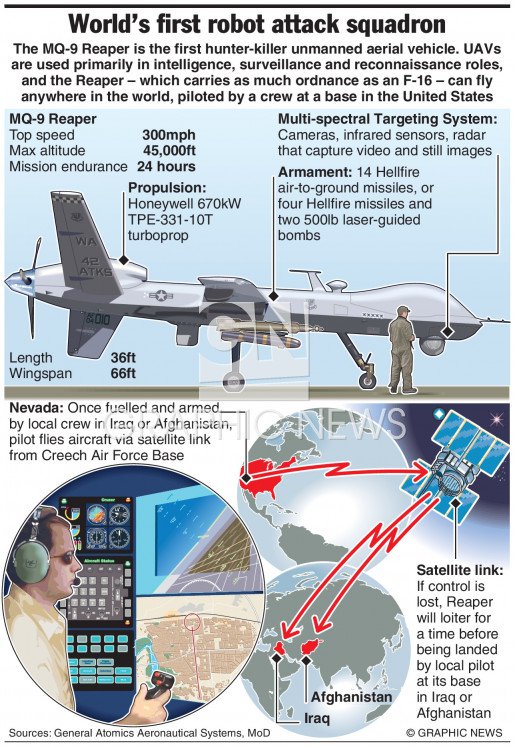 World's first robot attack squadron
The MQ-9 Reaper is the first hunter-killer unmanned aerial vehicle. UAVs
are used primarily in intelligence, surveillance and reconnaissance roles,
and the Reaper – which carries as much ordnance as an F-16 – can fly
anywhere in the world, piloted by a crew at a base in the United States
MQ-9 Reaper
Top speed 300mph
Max altitude 45,000ft
Mission endurance 24 hours
Propulsion:
Honeywell 670kW
TPE-331-10T
turboprop
Multi-spectral Targeting System:
Cameras, infrared sensors, radar
that capture video and still images
Armament: 14 Hellfire
air-to-ground missiles, or
four Hellfire missiles and
two 500lb laser-guided
bombs
WA
42
ATKS
Length 36ft
Wingspan 66ft
GN
GRAPHIC NEWS
Nevada: Once fuelled and armed
by local crew in Iraq or Afghanistan,
pilot flies aircraft via satellite link
from Creech Air Force Base
Cruser
Aircraft Status
Satellite link:
If control is
lost, Reaper
will loiter for
a time before
being landed
by local pilot
at its base
in Iraq or
Afghanistan
Afghanistan
Iraq
Sources: General Atomics Aeronautical Systems, MoD
© GRAPHIC NEWS